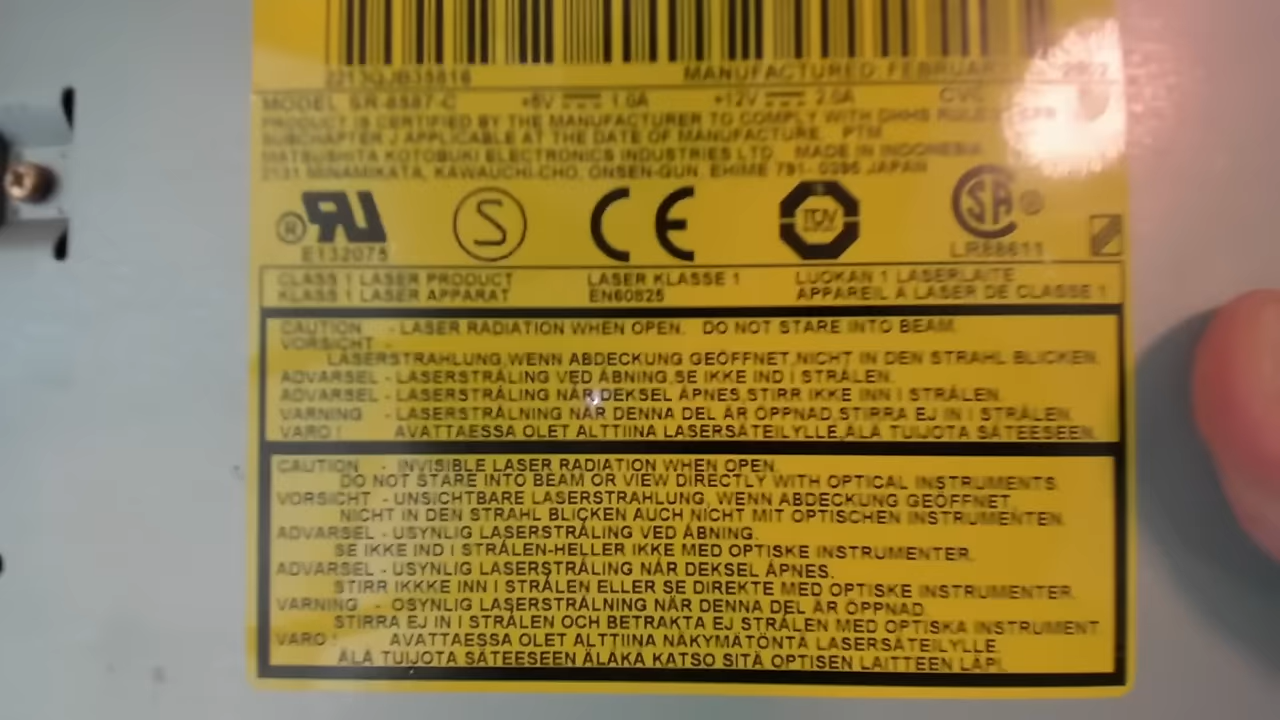 MANUFACTURED: FEBRUARY 2002
MODEL SR-8587-C +5V 1.0A +12V 2.0A
PRODUCT IS CERTIFIED BY THE MANUFACTURER TO COMPLY WITH DHHS RULES
SUBCHAPTER J APPLICABLE AT THE DATE OF MANUFACTURE. PTM
MATSUSHITA KOTOBUKI ELECTRONICS INDUSTRIES LTD MADE IN INDONESIA
2131 MINAMIKATA, KAWAUCHI-CHO, ONSEN-GUN, EHIME 791-0395 JAPAN
® RU S CE TÜV SA ®
E132075 LR88611
CLASS 1 LASER PRODUCT LASER KLASSE 1 LUOKAN 1 LASERLAITE
KLASS 1 LASER APPARAT EN60825 APPAREIL A LASER DE CLASSE 1
CAUTION - LASER RADIATION WHEN OPEN. DO NOT STARE INTO BEAM.
VORSICHT -
LASERSTRAHLUNG,WENN ABDECKUNG GEÖFFNET,NICHT IN DEN STRAHL BLICKEN.
ADVARSEL - LASERSTRÅLING VED ÅBNING,SE IKKE IND I STRÅLEN.
ADVARSEL - LASERSTRÅLING NÅR DEKSEL ÅPNES,STIRR IKKE INN I STRÅLEN.
VARNING - LASERSTRÅLNING NÄR DENNA DEL ÄR ÖPPNAD,STIRRA EJ IN I STRÅLEN.
VARO! AVATTAESSA OLET ALTTIINA LASERSÄTEILYLLE,ÄLÄ TUIJOTA SÄTEESEEN.
CAUTION - INVISIBLE LASER RADIATION WHEN OPEN.
DO NOT STARE INTO BEAM OR VIEW DIRECTLY WITH OPTICAL INSTRUMENTS.
VORSICHT - UNSICHTBARE LASERSTRAHLUNG, WENN ABDECKUNG GEÖFFNET
NICHT IN DEN STRAHL BLICKEN AUCH NICHT MIT OPTISCHEN INSTRUMENTEN.
ADVARSEL - USYNLIG LASERSTRÅLING VED ÅBNING.
SE IKKE IND I STRÅLEN-HELLER IKKE MED OPTISKE INSTRUMENTER.
ADVARSEL - USYNLIG LASERSTRÅLING NÅR DEKSEL ÅPNES.
STIRR IKKKE INN I STRÅLEN ELLER SE DIREKTE MED OPTISKE INSTRUMENTER.
VARNING - OSYNLIG LASERSTRÅLNING NÄR DENNA DEL ÄR ÖPPNAD.
STIRRA EJ IN I STRÅLEN OCH BETRAKTA EJ STRÅLEN MED OPTISKA INSTRUMENT
VARO! AVATTAESSA OLET ALTTIINA NÄKYMÄTÖNTÄ LASERSÄTEILYLLE.
ÄLÄ TUIJOTA SÄTEESEEN ÄLÄKÄ KATSO SITÄ OPTISEN LAITTEEN LÄPI.